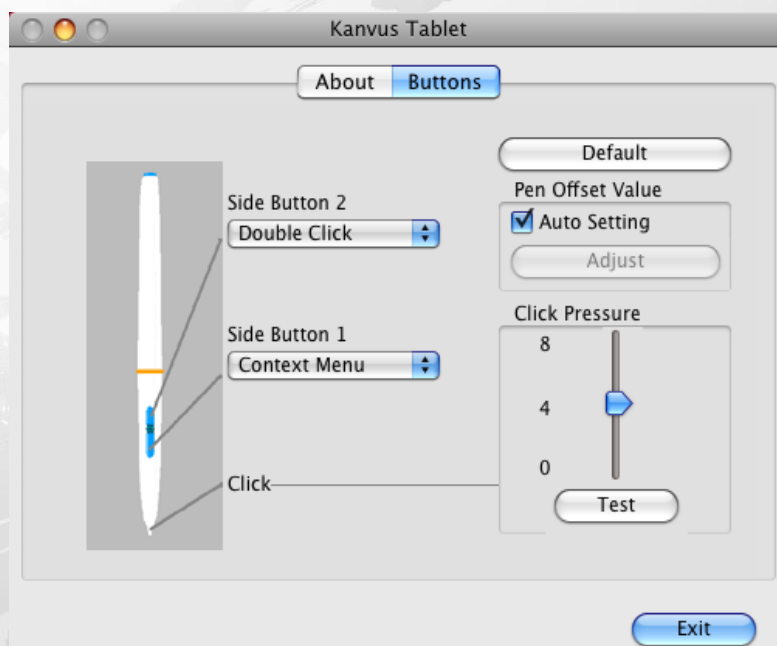 Kanvus Tablet
About Buttons
Default
Side Button 2
Double Click
Pen Offset Value
Auto Setting
Adjust
Side Button 1
Context Menu
Click Pressure
8
4
0
Click
Test
Exit